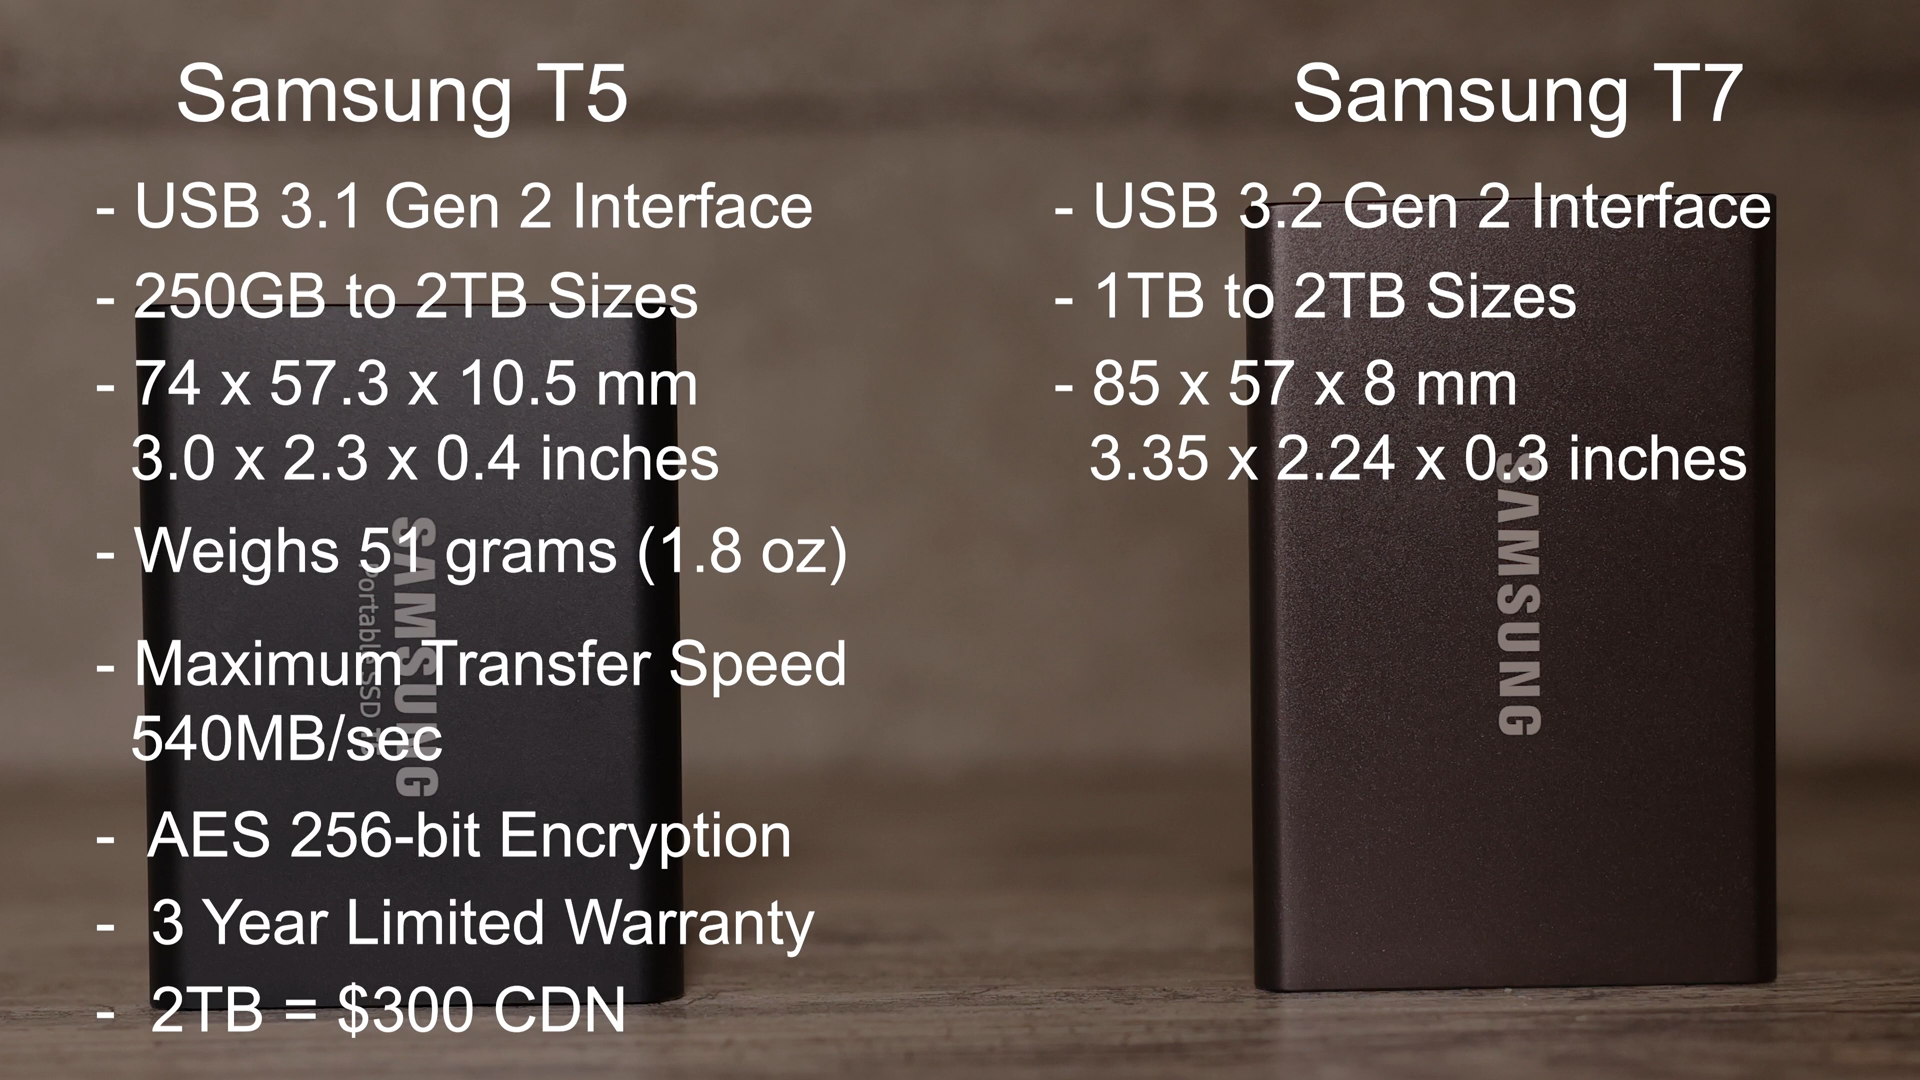 Samsung T5
- USB 3.1 Gen 2 Interface
- 250GB to 2TB Sizes
- 74 x 57.3 x 10.5 mm
3.0 x 2.3 x 0.4 inches
- Weighs 51 grams (1.8 oz)
- Maximum Transfer Speed
540MB/sec
- AES 256-bit Encryption
- 3 Year Limited Warranty
- 2TB = $300 CDN
SAMSUNG
Portable SSD
Samsung T7
- USB 3.2 Gen 2 Interface
- 1TB to 2TB Sizes
- 85 x 57 x 8 mm
3.35 x 2.24 x 0.3 inches
SAMSUNG